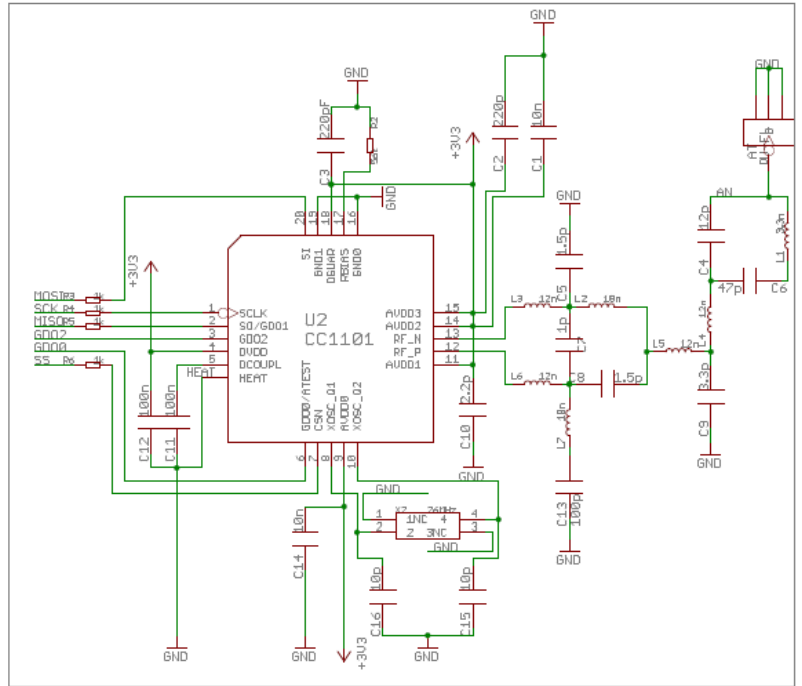 GND
GND
GND
220pF
C3
R2
+3V3
220p
C2
10n
C1
AN
12p
C4
3.3n
L1
47p
C6
GND
GND
1.5p
C5
+3V3
20
19
18
17
16
SI
GND1
DGUAR
RBIAS
GND0
MOSI
R3
1k
SCK
R4
1k
MISO
R5
1k
GDO2
GDO0
SS
R6
1k
HEAT
1
2
3
4
5
SCLK
SO/GDO1
GDO2
DVDD
DCOUPL
HEAT
U2
CC1101
AVDD3
AVDD2
RF_N
RF_P
AVDD1
15
14
13
12
11
L3
12n
L2
18n
1p
C7
L6
12n
C8
1.5p
L5
12n
12n
L4
3.3p
C9
GND
100n
C12
100n
C11
GDO0/ATEST
CSN
XOSC_Q1
AVDD0
XOSC_Q2
6
7
8
9
10
2.2p
C10
GND
18n
L7
C13
100p
GND
GND
26MHz
1
1NC
4
4
2
2
3NC
3
GND
10n
C14
10p
C16
10p
C15
GND
GND
+3V3
GND